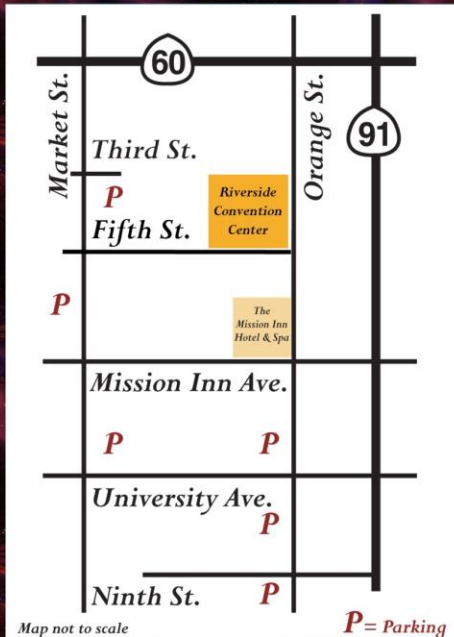 60
Market St.
Orange St.
91
Third St.
P
Riverside
Convention
Center
Fifth St.
P
The
Mission Inn
Hotel & Spa
Mission Inn Ave.
P
P
University Ave.
P
Ninth St.
P
Map not to scale
P = Parking